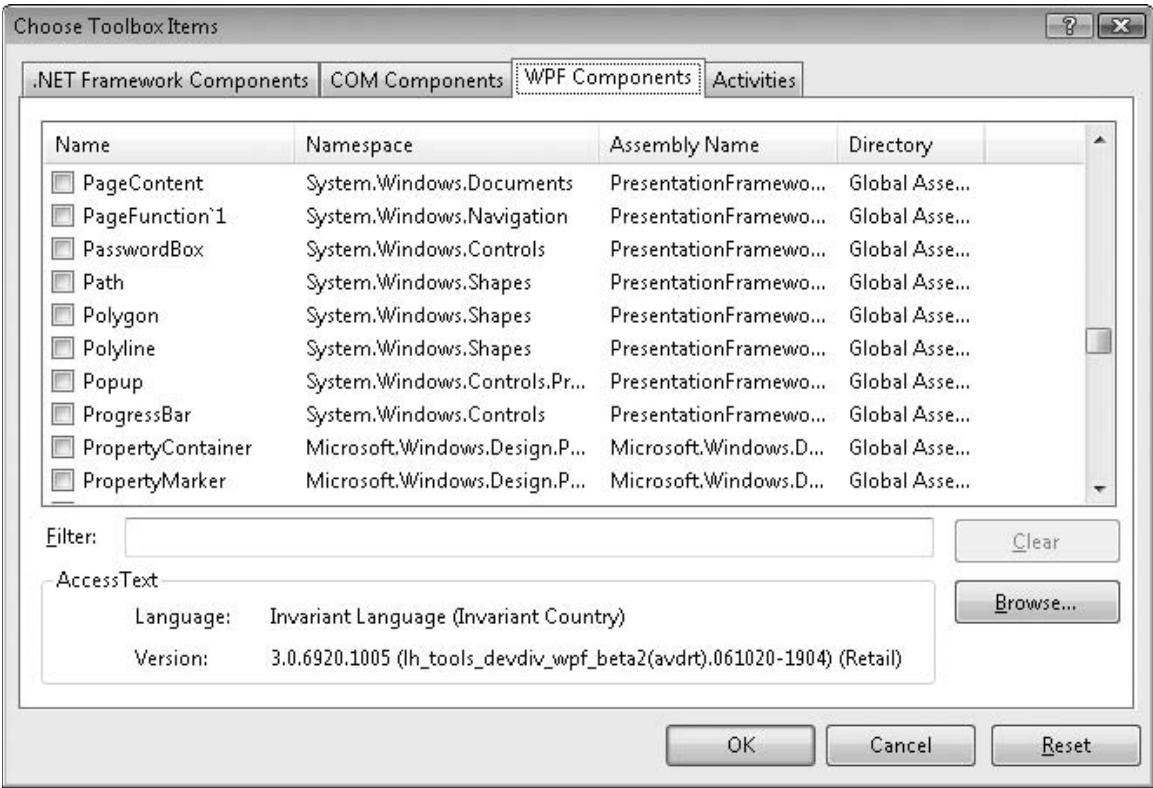 Choose Toolbox Items
.NET Framework Components COM Components WPF Components Activities
Name Namespace Assembly Name Directory
PageContent System.Windows.Documents PresentationFramewo... Global Asse...
PageFunction`1 System.Windows.Navigation PresentationFramewo... Global Asse...
PasswordBox System.Windows.Controls PresentationFramewo... Global Asse...
Path System.Windows.Shapes PresentationFramewo... Global Asse...
Polygon System.Windows.Shapes PresentationFramewo... Global Asse...
Polyline System.Windows.Shapes PresentationFramewo... Global Asse...
Popup System.Windows.Controls.Pr... PresentationFramewo... Global Asse...
ProgressBar System.Windows.Controls PresentationFramewo... Global Asse...
PropertyContainer Microsoft.Windows.Design.P... Microsoft.Windows.D... Global Asse...
PropertyMarker Microsoft.Windows.Design.P... Microsoft.Windows.D... Global Asse...
Filter: Clear
AccessText
Browse...
Language: Invariant Language (Invariant Country)
Version: 3.0.6920.1005 (lh_tools_devdiv_wpf_beta2(avdrt).061020-1904) (Retail)
OK Cancel Reset